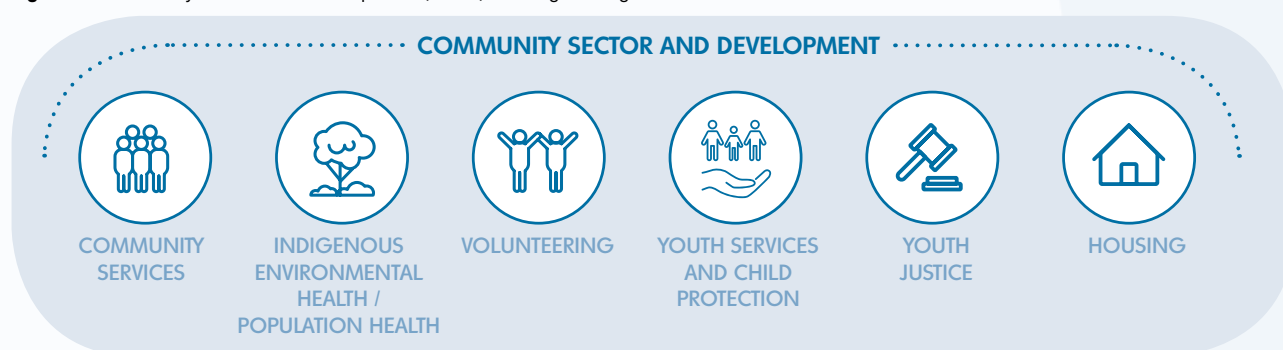 COMMUNITY SECTOR AND DEVELOPMENT
COMMUNITY
SERVICES
INDIGENOUS
ENVIRONMENTAL
HEALTH /
POPULATION HEALTH
VOLUNTEERING
YOUTH SERVICES
AND CHILD
PROTECTION
YOUTH
JUSTICE
HOUSING